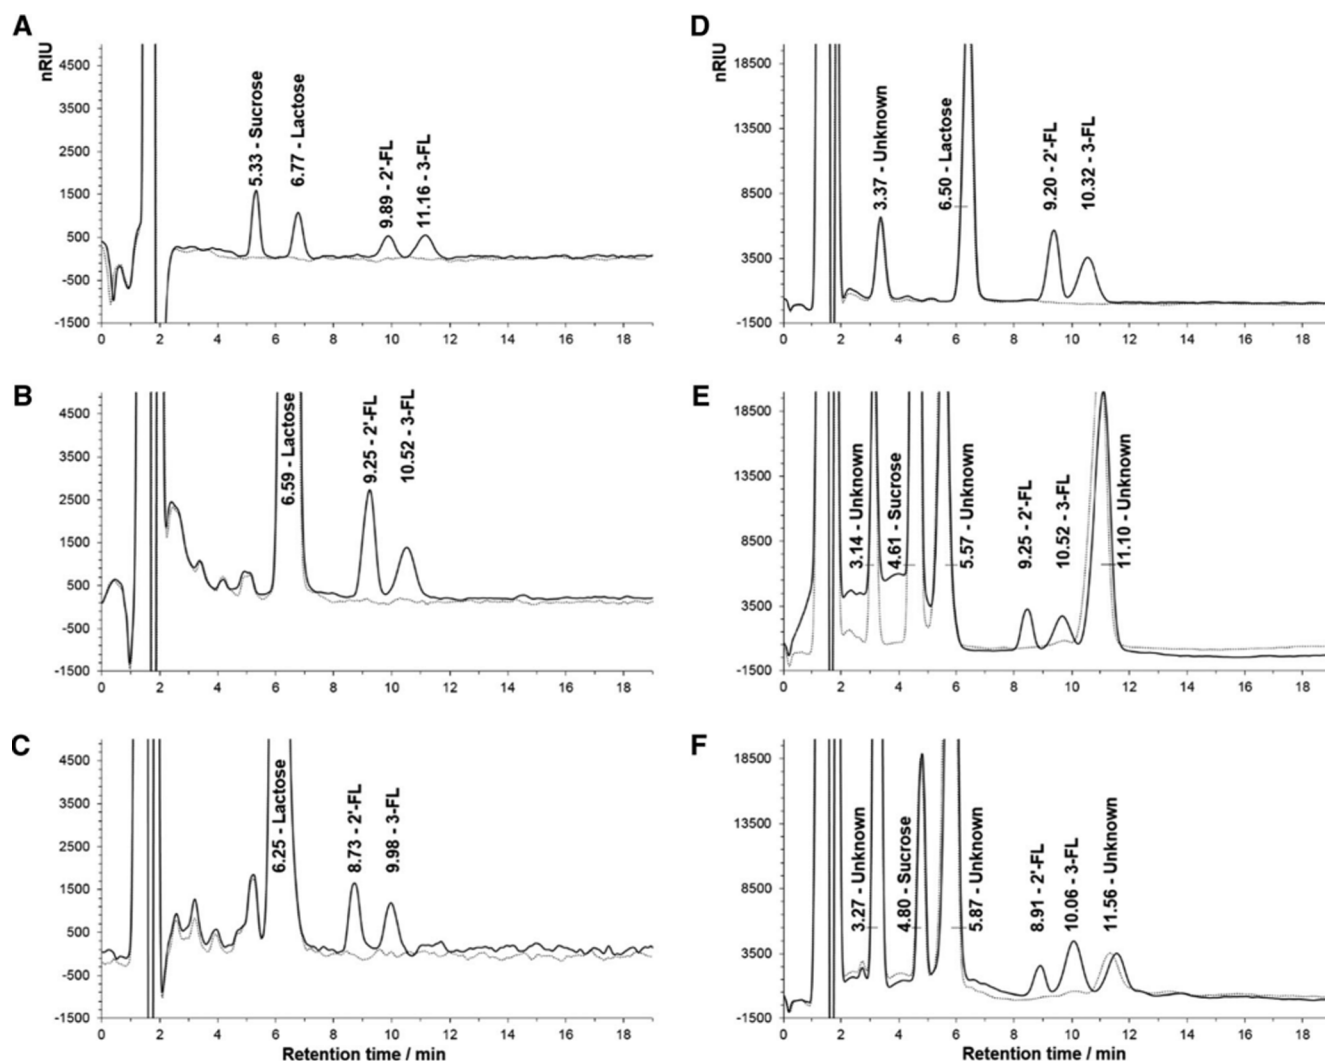 A
nRIU
4500
3500
2500
1500
500
-500
-1500
5.33 - Sucrose
6.77 - Lactose
9.89 - 2'-FL
11.16 - 3-FL
0 2 4 6 8 10 12 14 16 18
B
4500
3500
2500
1500
500
-500
-1500
6.59 - Lactose
9.25 - 2'-FL
10.52 - 3-FL
0 2 4 6 8 10 12 14 16 18
C
4500
3500
2500
1500
500
-500
-1500
6.25 - Lactose
8.73 - 2'-FL
9.98 - 3-FL
0 2 4 6 8 10 12 14 16 18
Retention time / min
D
nRIU
18500
13500
8500
3500
-1500
3.37 - Unknown
6.50 - Lactose
9.20 - 2'-FL
10.32 - 3-FL
0 2 4 6 8 10 12 14 16 18
E
18500
13500
8500
3500
-1500
3.14 - Unknown
4.61 - Sucrose
5.57 - Unknown
9.25 - 2'-FL
10.52 - 3-FL
11.10 - Unknown
0 2 4 6 8 10 12 14 16 18
F
18500
13500
8500
3500
-1500
3.27 - Unknown
4.80 - Sucrose
5.87 - Unknown
8.91 - 2'-FL
10.06 - 3-FL
11.56 - Unknown
0 2 4 6 8 10 12 14 16 18
Retention time / min